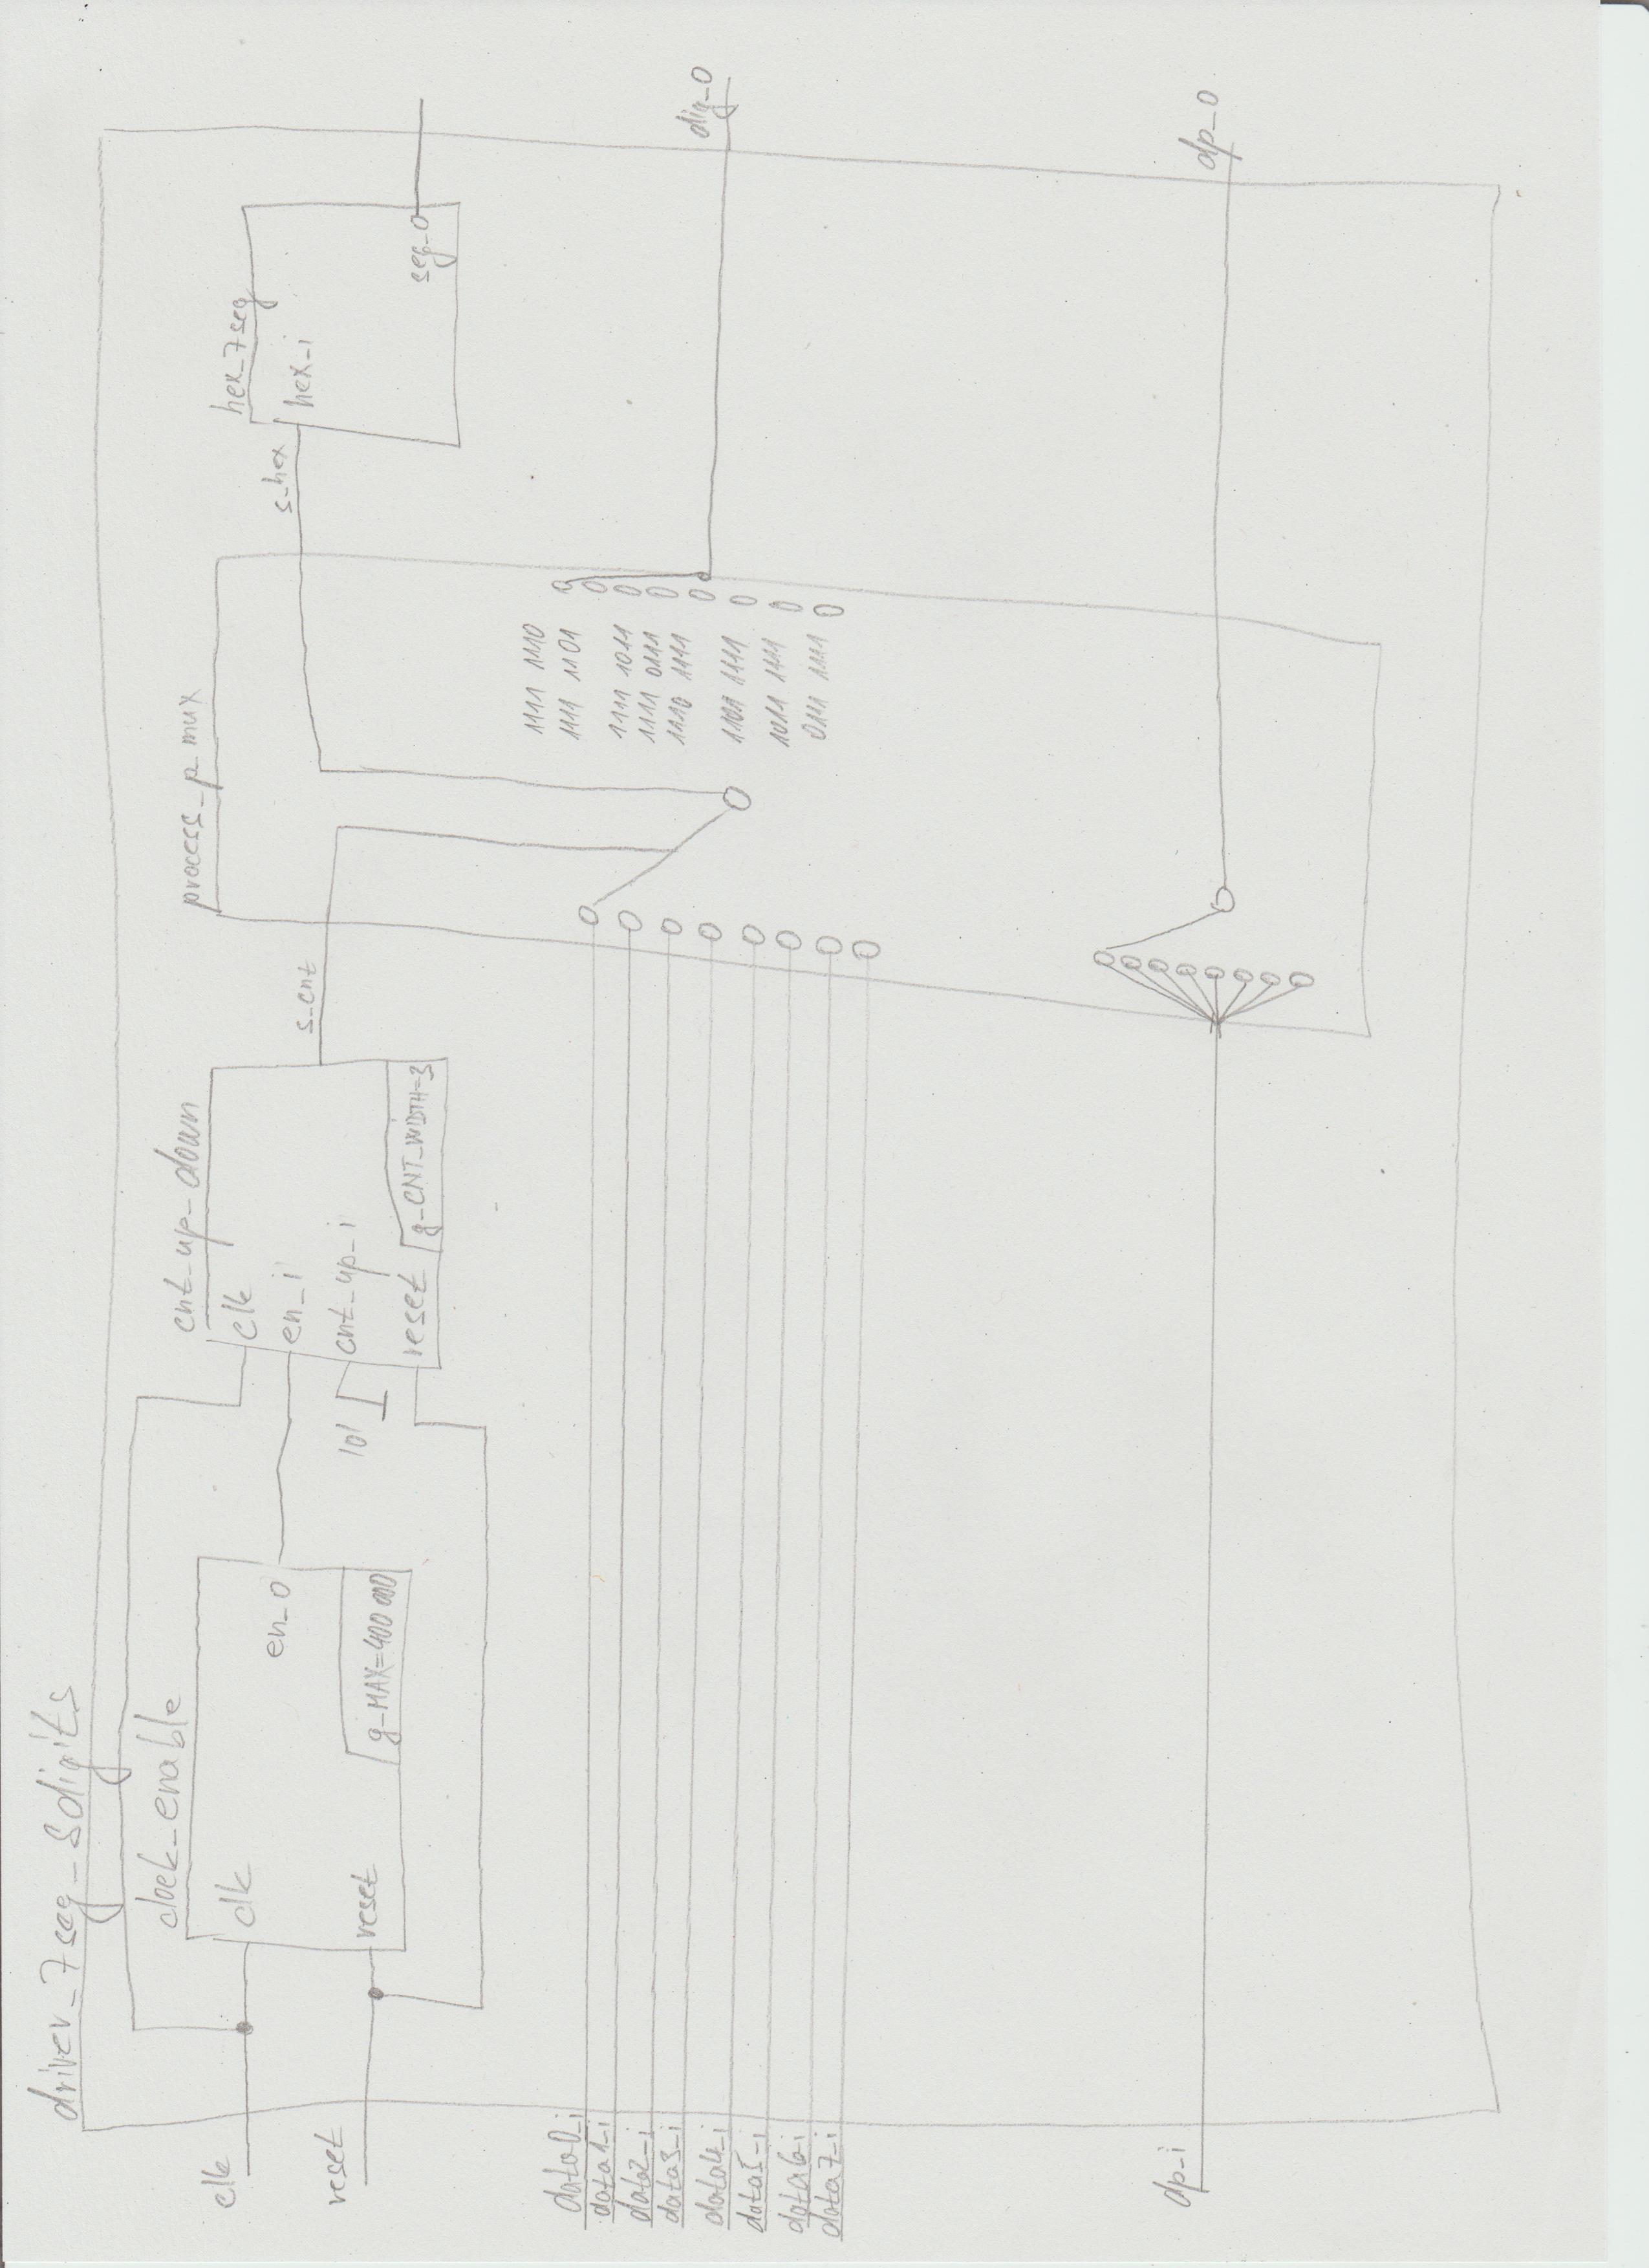 driver_7seg_8digits
clock_enable
cnt_up_down
process_p_mux
hex_7seg
clk
clk
en_o
reset
reset
g_MAX=400 000
clk
en_i
'0'
cnt_up_i
reset
g_CNT_WIDTH=3
s_cnt
s_hex
hex_i
seg_o
data0_i
data1_i
data2_i
data3_i
data4_i
data5_i
data6_i
data7_i
1111 1110
1111 1101
1111 1011
1111 0111
1110 1111
1101 1111
1011 1111
0111 1111
dig_o
dp_i
dp_o